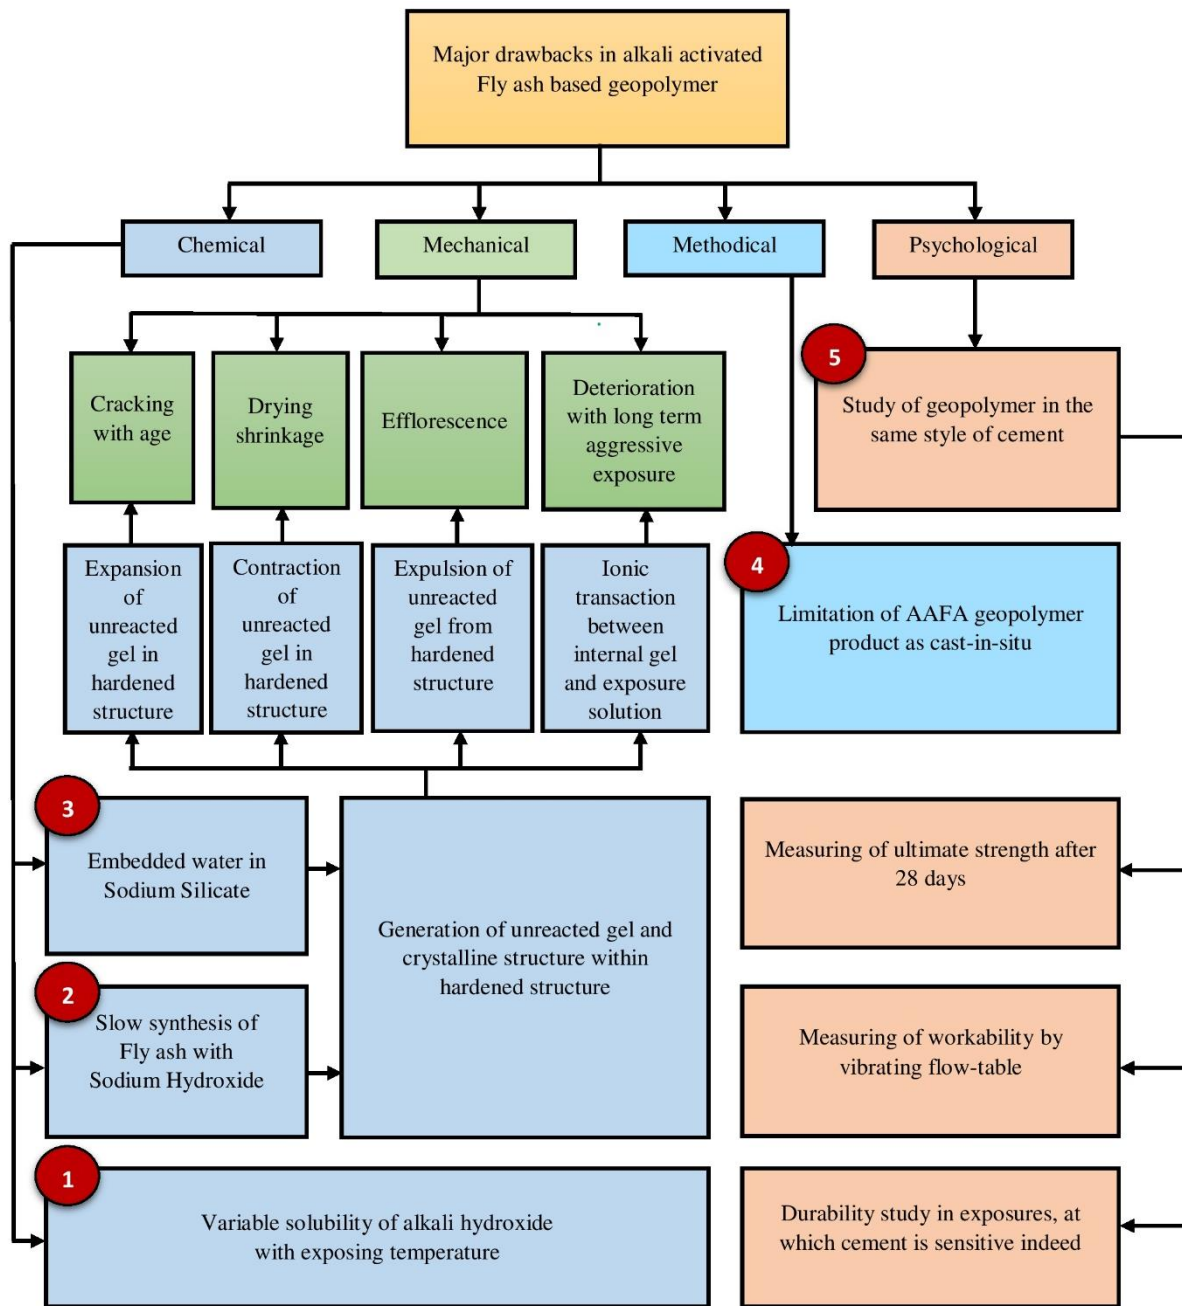 Major drawbacks in alkali activated
Fly ash based geopolymer
Chemical
Mechanical
Methodical
Psychological
Cracking
with age
Drying
shrinkage
Efflorescence
Deterioration
with long term
aggressive
exposure
5
Study of geopolymer in the
same style of cement
Expansion
of
unreacted
gel in
hardened
structure
Contraction
of
unreacted
gel in
hardened
structure
Expulsion of
unreacted
gel from
hardened
structure
Ionic
transaction
between
internal gel
and exposure
solution
4
Limitation of AAFA geopolymer
product as cast-in-situ
3
Embedded water in
Sodium Silicate
Generation of unreacted gel and
crystalline structure within
hardened structure
Measuring of ultimate strength after
28 days
2
Slow synthesis of
Fly ash with
Sodium Hydroxide
Measuring of workability by
vibrating flow-table
1
Variable solubility of alkali hydroxide
with exposing temperature
Durability study in exposures, at
which cement is sensitive indeed